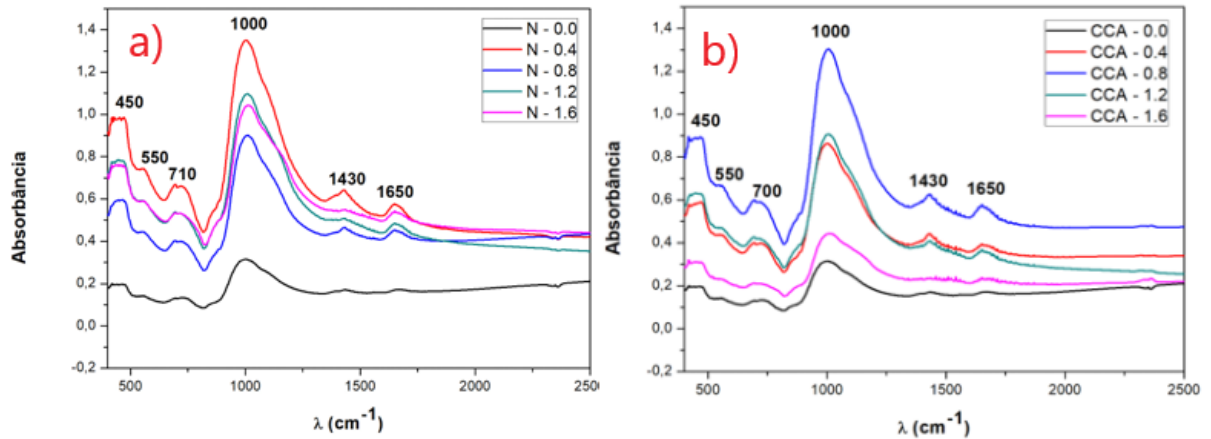 a)
1000
450
550
710
1430
1650
N - 0.0
N - 0.4
N - 0.8
N - 1.2
N - 1.6
Absorbância
1,4
1,2
1,0
0,8
0,6
0,4
0,2
0,0
-0,2
500
1000
1500
2000
2500
λ (cm⁻¹)
b)
1000
450
550
700
1430
1650
CCA - 0.0
CCA - 0.4
CCA - 0.8
CCA - 1.2
CCA - 1.6
Absorbância
1,4
1,2
1,0
0,8
0,6
0,4
0,2
0,0
-0,2
500
1000
1500
2000
2500
λ (cm⁻¹)